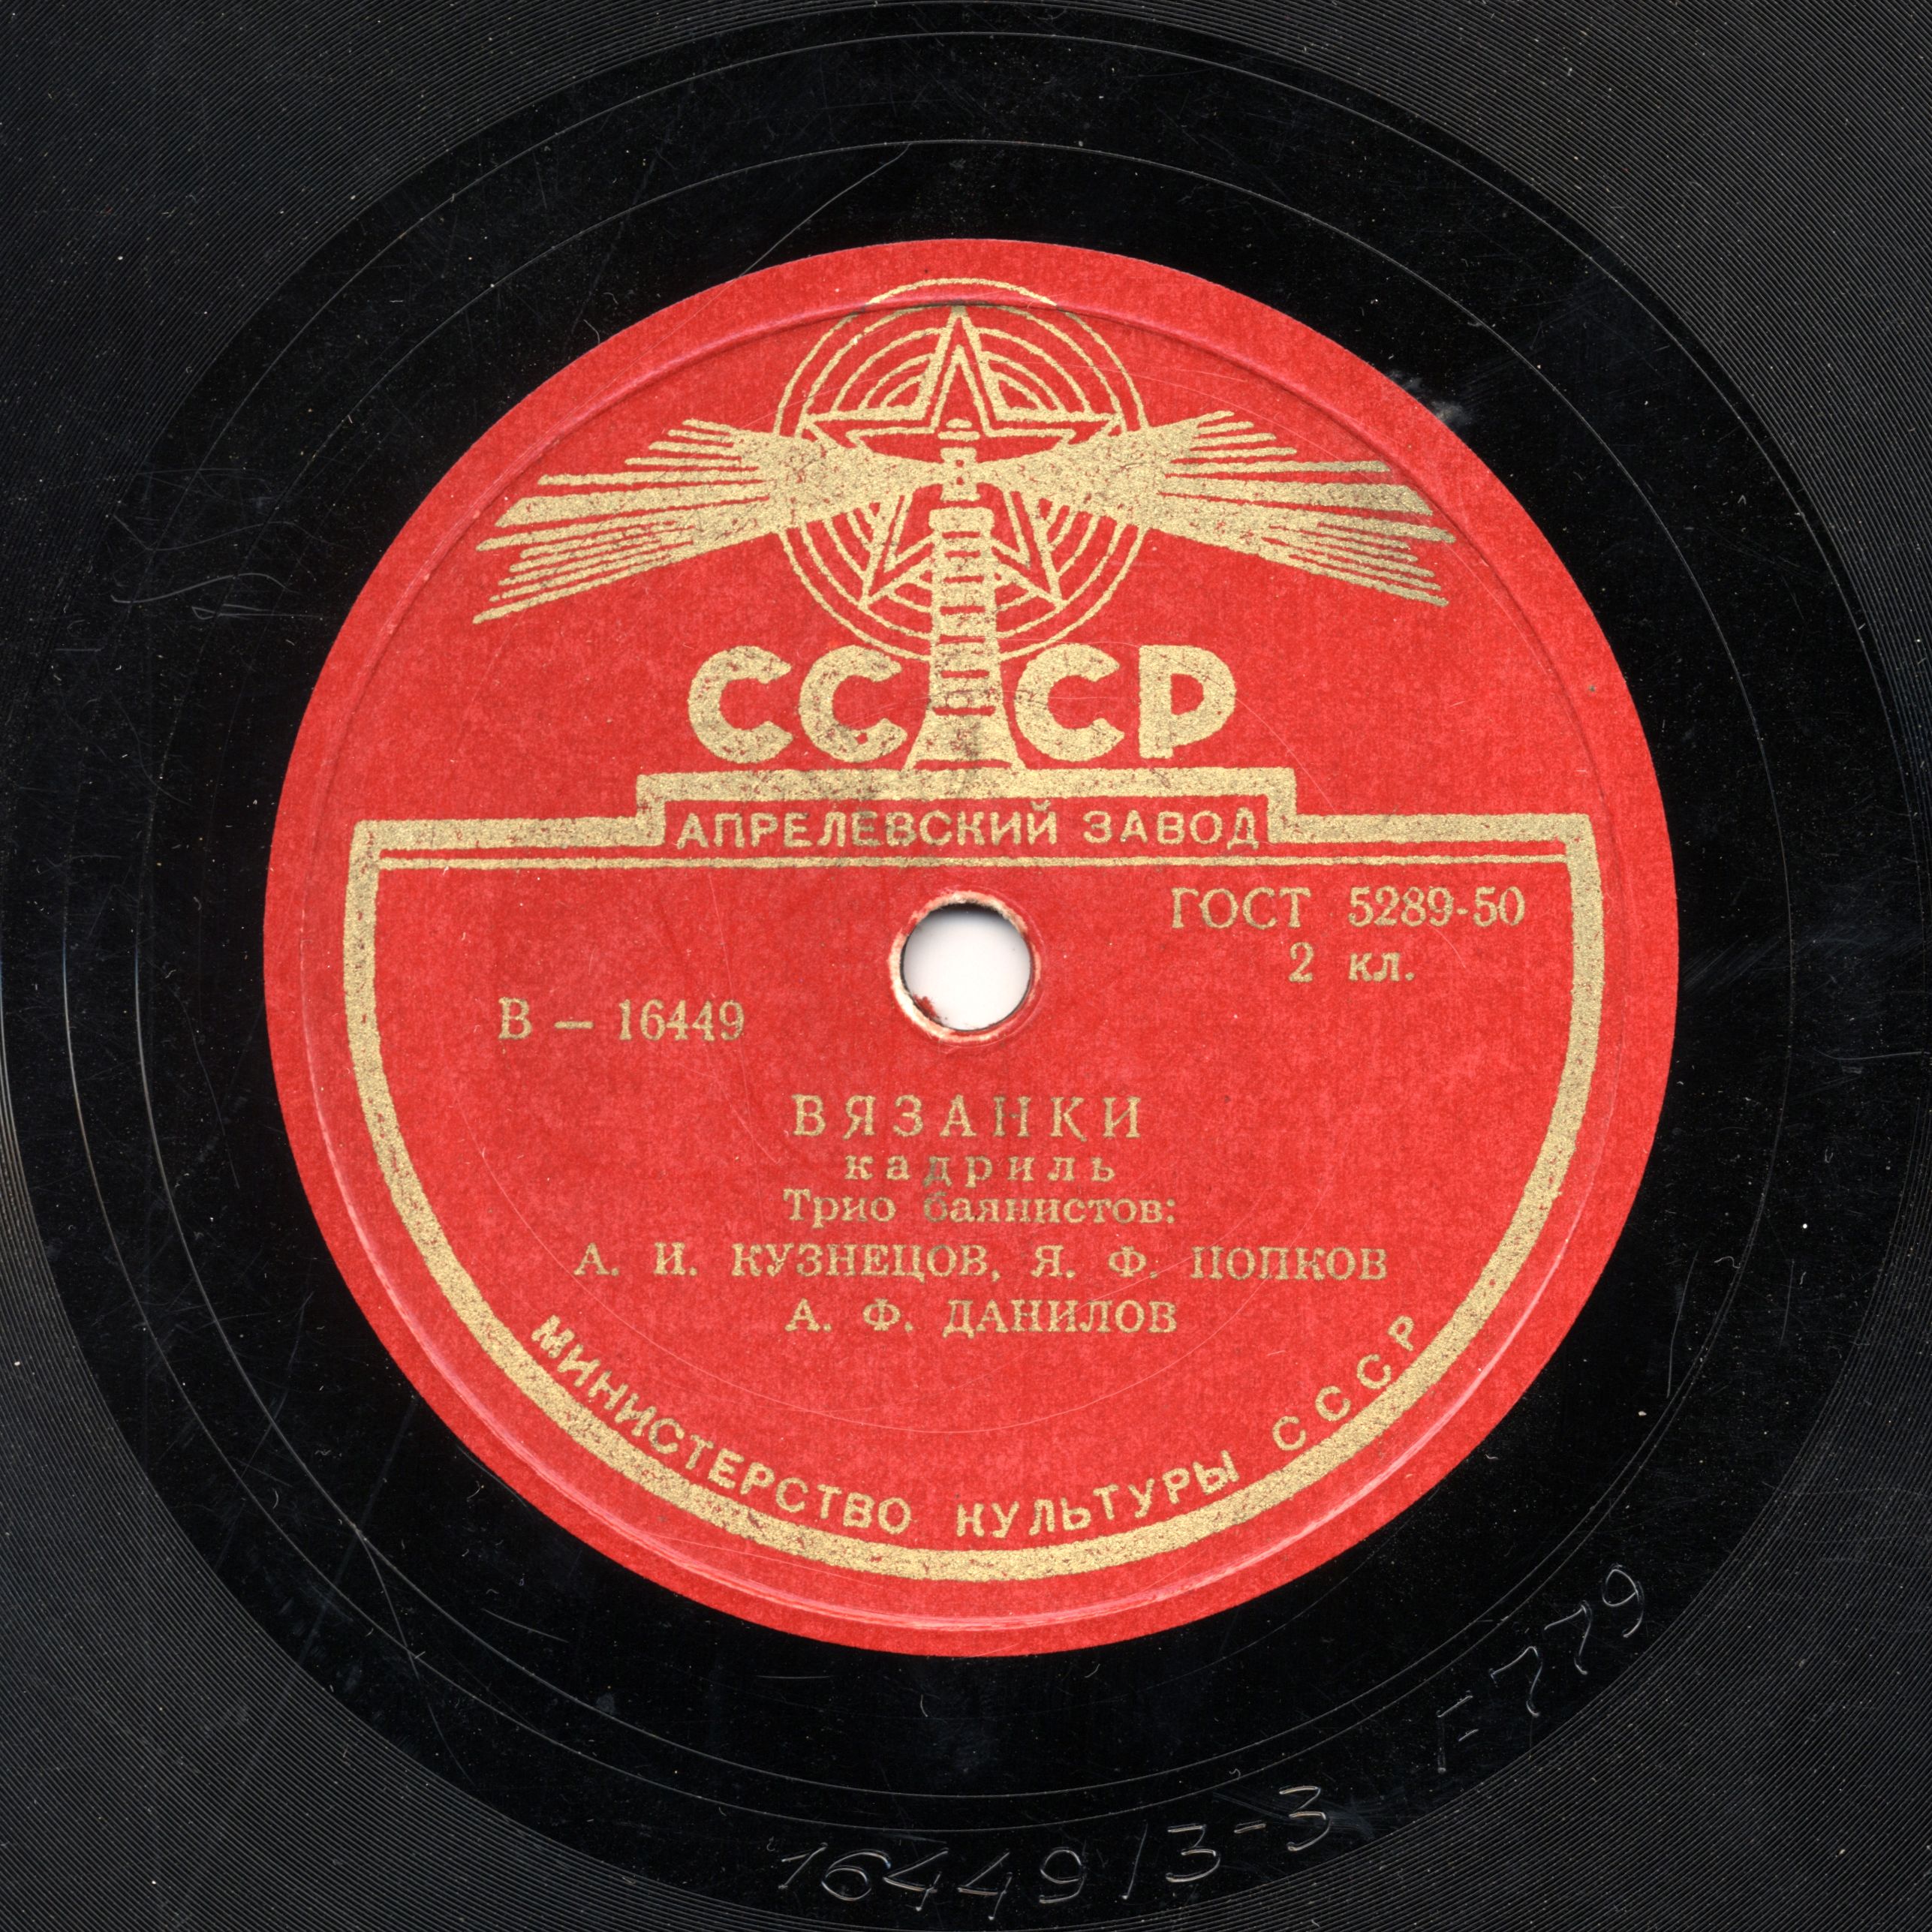 СССР
АПРЕЛЕВСКИЙ ЗАВОД
ГОСТ 5289-50
2 кл.
В — 16449
ВЯЗАНКИ
кадриль
Трио баянистов:
А. И. КУЗНЕЦОВ, Я. Ф. ПОПКОВ
А. Ф. ДАНИЛОВ
МИНИСТЕРСТВО КУЛЬТУРЫ СССР
16449/3-3
779